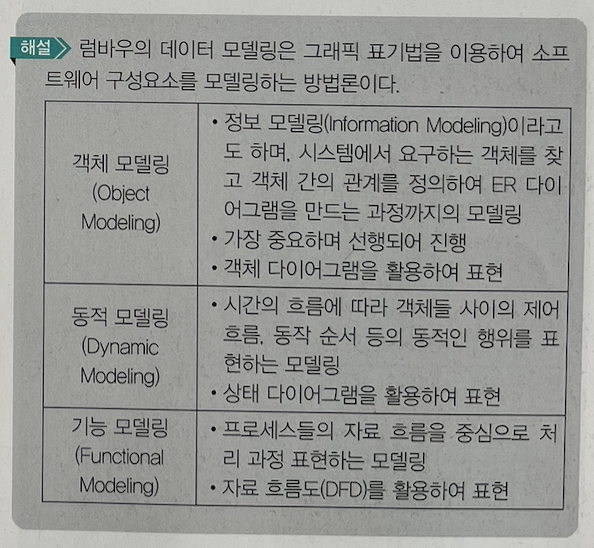 해설 럼바우의 데이터 모델링은 그래픽 표기법을 이용하여 소프
트웨어 구성요소를 모델링하는 방법론이다.
객체 모델링
(Object
Modeling)
• 정보 모델링(Information Modeling)이라고
도 하며, 시스템에서 요구하는 객체를 찾
고 객체 간의 관계를 정의하여 ER 다이
어그램을 만드는 과정까지의 모델링
• 가장 중요하며 선행되어 진행
• 객체 다이어그램을 활용하여 표현
동적 모델링
(Dynamic
Modeling)
• 시간의 흐름에 따라 객체들 사이의 제어
흐름, 동작 순서 등의 동적인 행위를 표
현하는 모델링
• 상태 다이어그램을 활용하여 표현
기능 모델링
(Functional
Modeling)
• 프로세스들의 자료 흐름을 중심으로 처
리 과정 표현하는 모델링
• 자료 흐름도(DFD)를 활용하여 표현